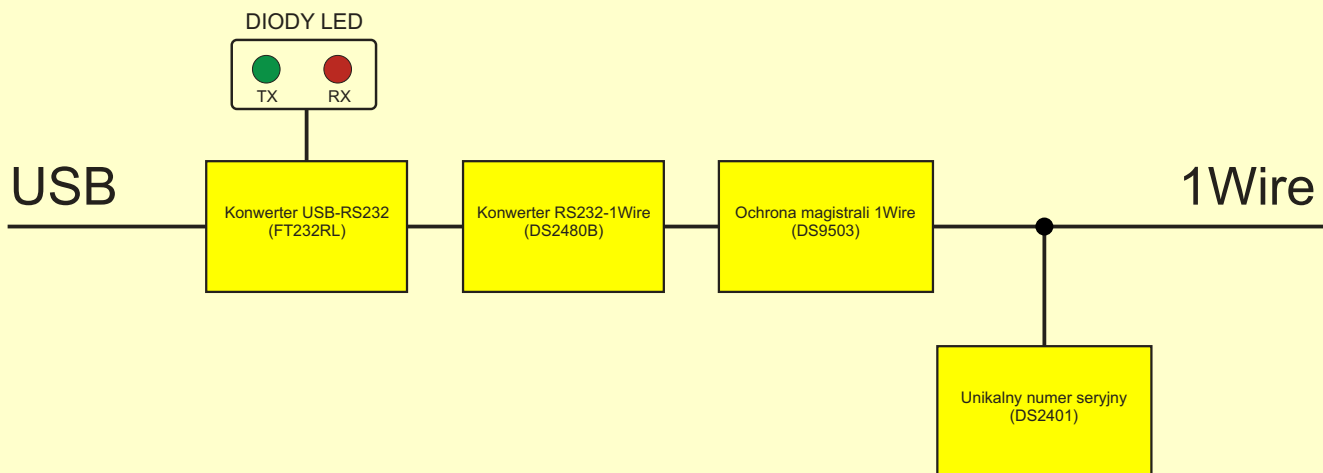 DIODY LED
TX RX
USB
1Wire
Konwerter USB-RS232
(FT232RL)
Konwerter RS232-1Wire
(DS2480B)
Ochrona magistrali 1Wire
(DS9503)
Unikalny numer seryjny
(DS2401)